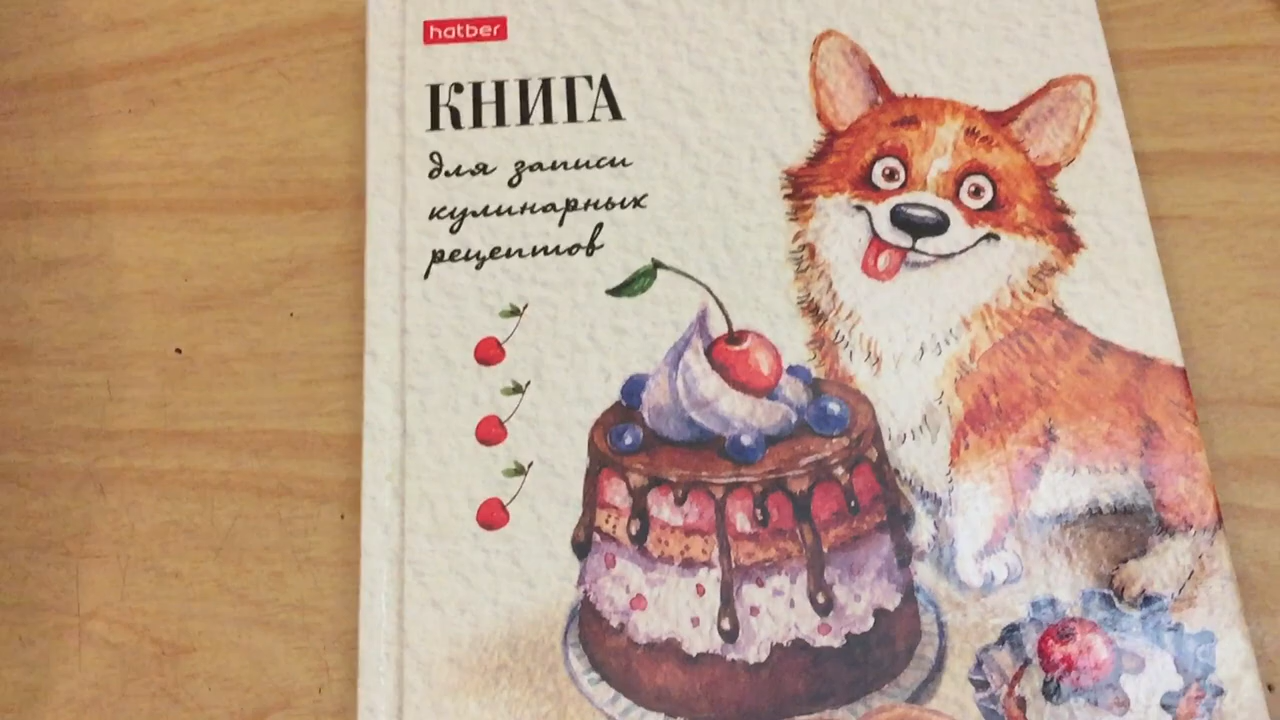 hatber
КНИГА
для записи
кулинарных
рецептов